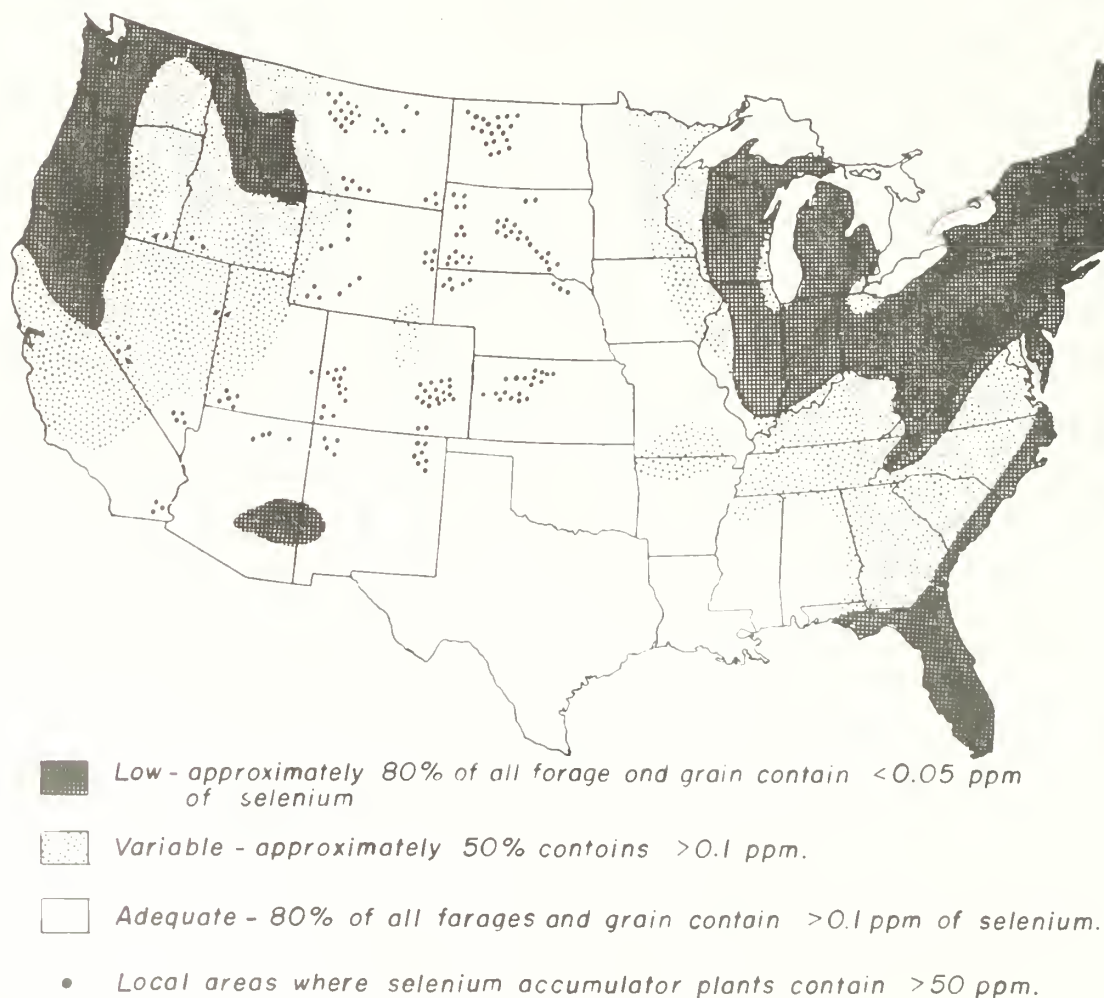 Low - approximately 80% of all forage ond grain contain <0.05 ppm
of selenium
Variable - approximately 50% contoins >0.1 ppm.
Adequate - 80% of all farages and grain contain >0.1 ppm of selenium.
Local areas where selenium accumulator plants contain >50 ppm.